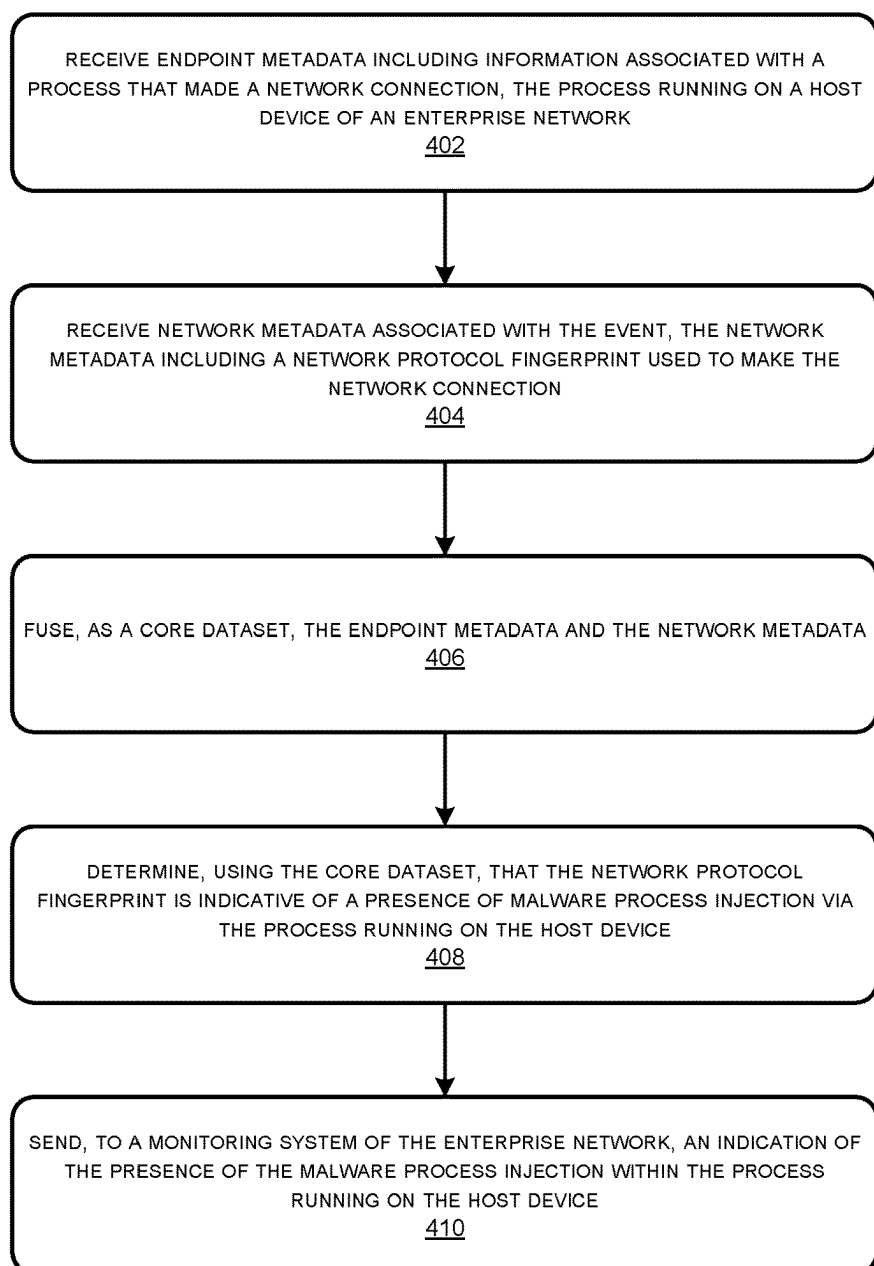 RECEIVE ENDPOINT METADATA INCLUDING INFORMATION ASSOCIATED WITH A
PROCESS THAT MADE A NETWORK CONNECTION, THE PROCESS RUNNING ON A HOST
DEVICE OF AN ENTERPRISE NETWORK
402
RECEIVE NETWORK METADATA ASSOCIATED WITH THE EVENT, THE NETWORK
METADATA INCLUDING A NETWORK PROTOCOL FINGERPRINT USED TO MAKE THE
NETWORK CONNECTION
404
FUSE, AS A CORE DATASET, THE ENDPOINT METADATA AND THE NETWORK METADATA
406
DETERMINE, USING THE CORE DATASET, THAT THE NETWORK PROTOCOL
FINGERPRINT IS INDICATIVE OF A PRESENCE OF MALWARE PROCESS INJECTION VIA
THE PROCESS RUNNING ON THE HOST DEVICE
408
SEND, TO A MONITORING SYSTEM OF THE ENTERPRISE NETWORK, AN INDICATION OF
THE PRESENCE OF THE MALWARE PROCESS INJECTION WITHIN THE PROCESS
RUNNING ON THE HOST DEVICE
410